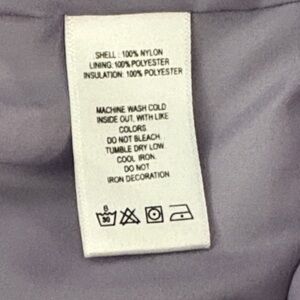 SHELL : 100% NYLON
LINING: 100% POLYESTER
INSULATION: 100% POLYESTER
MACHINE WASH COLD
INSIDE OUT, WITH LIKE
COLORS
DO NOT BLEACH.
TUMBLE DRY LOW.
COOL IRON.
DO NOT
IRON DECORATION
30